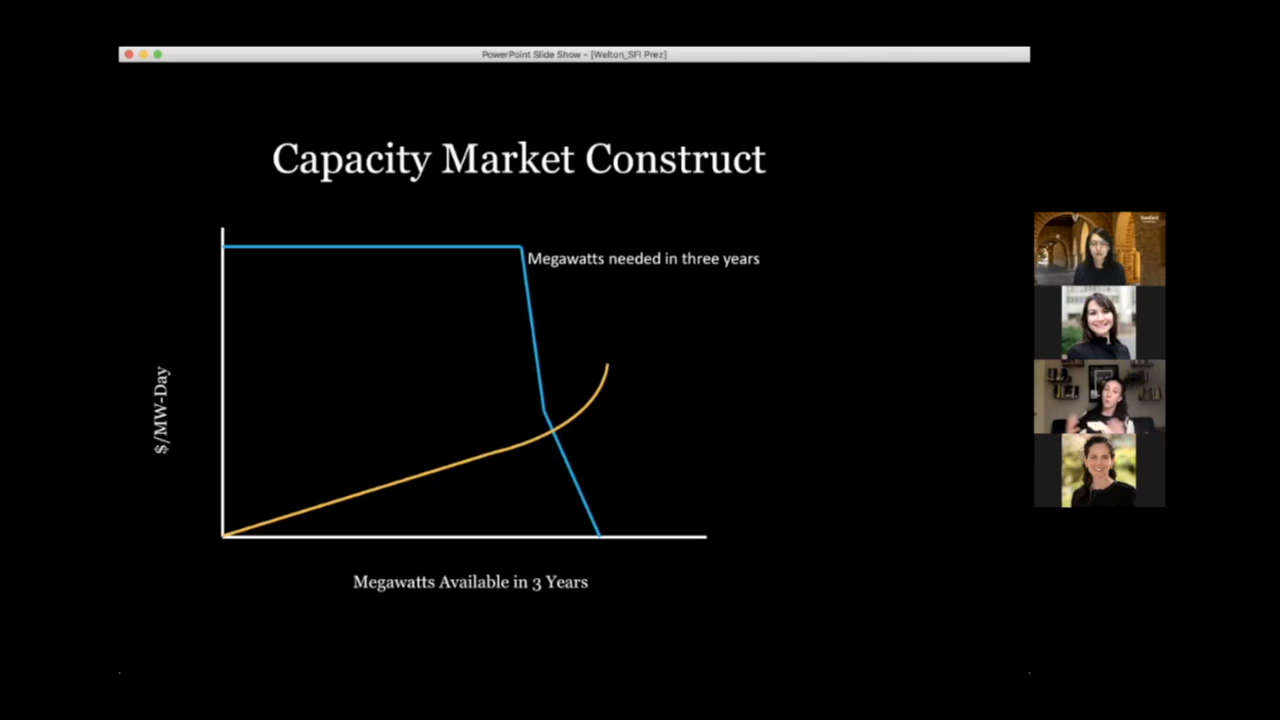 PowerPoint Slide Show - [Welton_SFI Prez]
Capacity Market Construct
Megawatts needed in three years
$/MW-Day
Megawatts Available in 3 Years